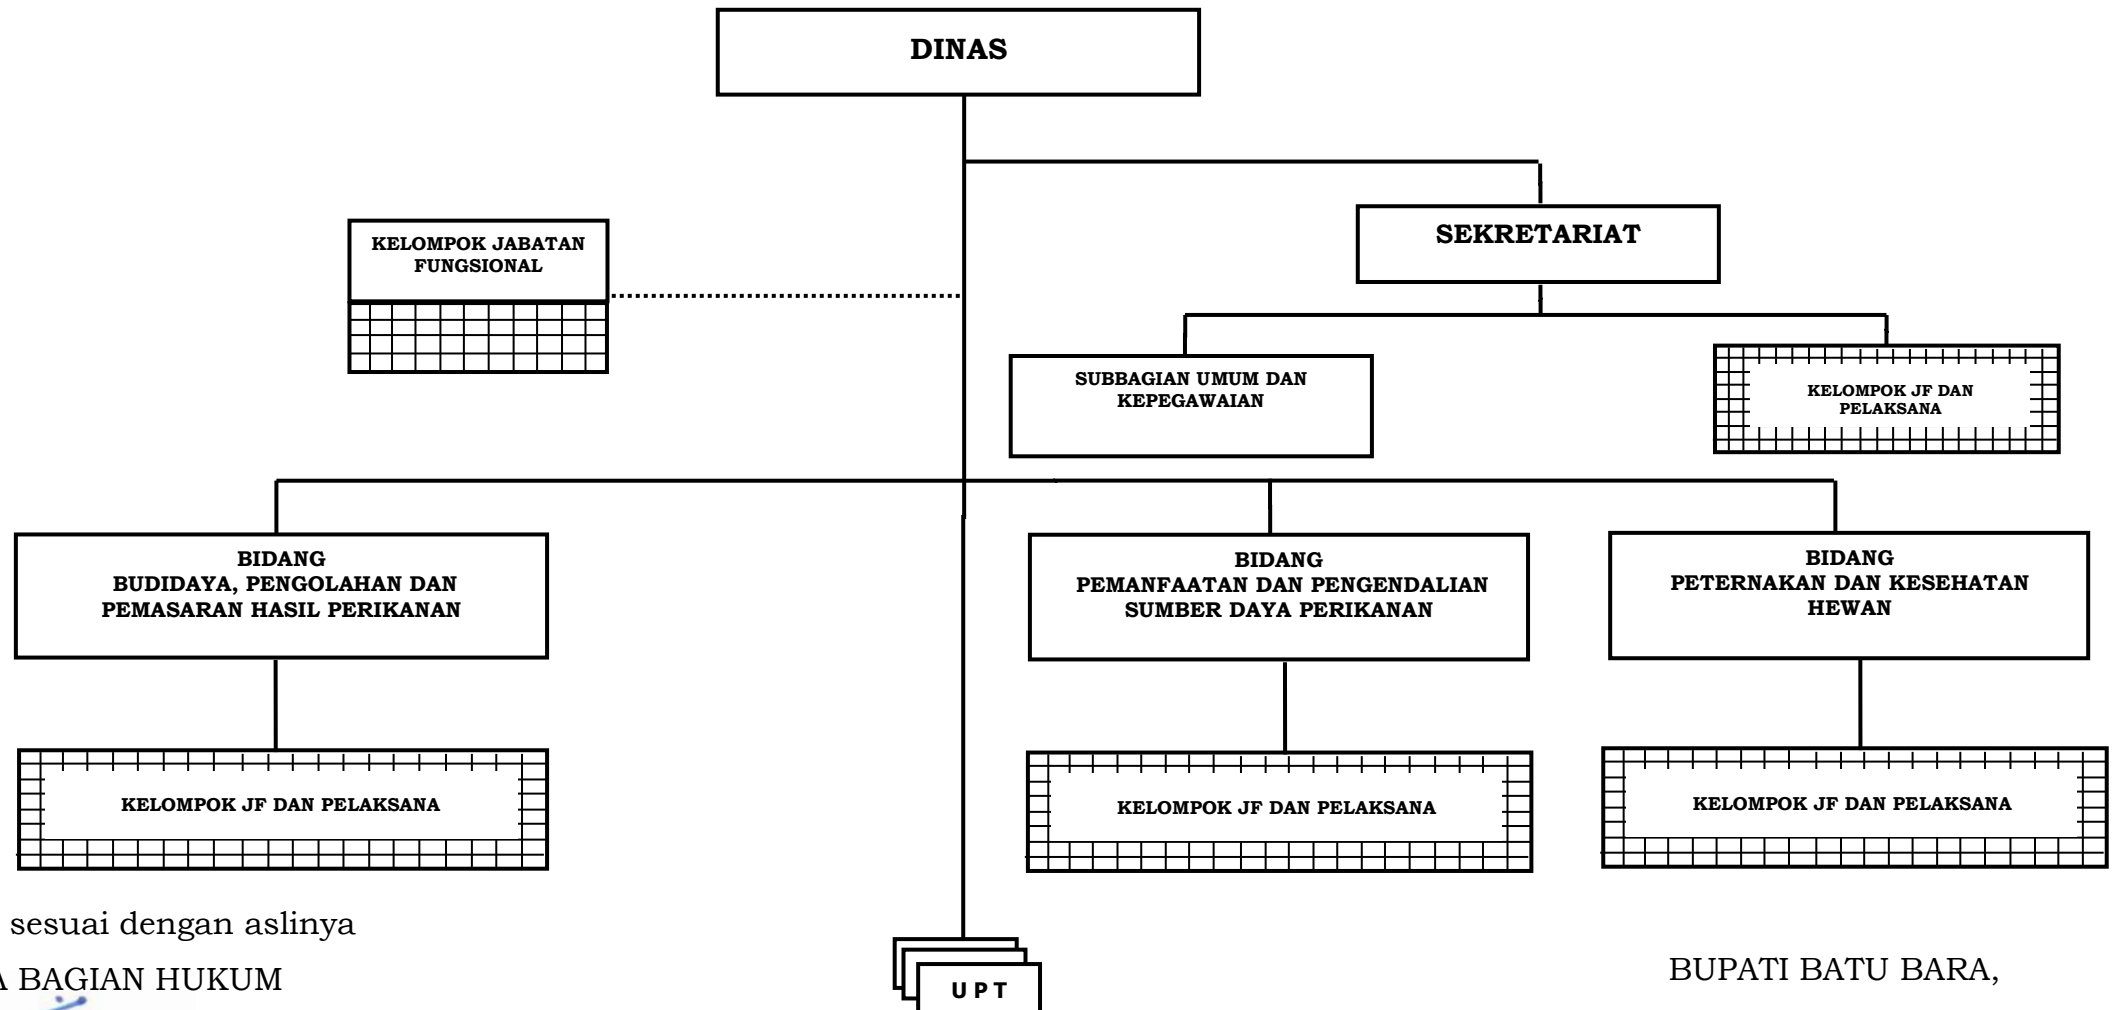 DINAS
SEKRETARIAT
KELOMPOK JABATAN
FUNGSIONAL
SUBBAGIAN UMUM DAN
KEPEGAWAIAN
KELOMPOK JF DAN
PELAKSANA
BIDANG
BUDIDAYA, PENGOLAHAN DAN
PEMASARAN HASIL PERIKANAN
BIDANG
PEMANFAATAN DAN PENGENDALIAN
SUMBER DAYA PERIKANAN
BIDANG
PETERNAKAN DAN KESEHATAN
HEWAN
KELOMPOK JF DAN PELAKSANA
KELOMPOK JF DAN PELAKSANA
KELOMPOK JF DAN PELAKSANA
sesuai dengan aslinya
A BAGIAN HUKUM
UPT
BUPATI BATU BARA,